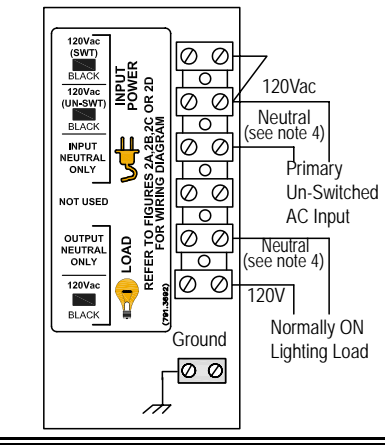 120Vac
(SWT)
BLACK
120Vac
(UN-SWT)
BLACK
INPUT
NEUTRAL
ONLY
NOT USED
OUTPUT
NEUTRAL
ONLY
120Vac
BLACK
INPUT
POWER
LOAD
REFER TO FIGURES 2A,2B,2C OR 2D
FOR WIRING DIAGRAM
(791.3692)
120Vac
Neutral
(see note 4)
Primary
Un-Switched
AC Input
Neutral
(see note 4)
120V
Normally ON
Lighting Load
Ground